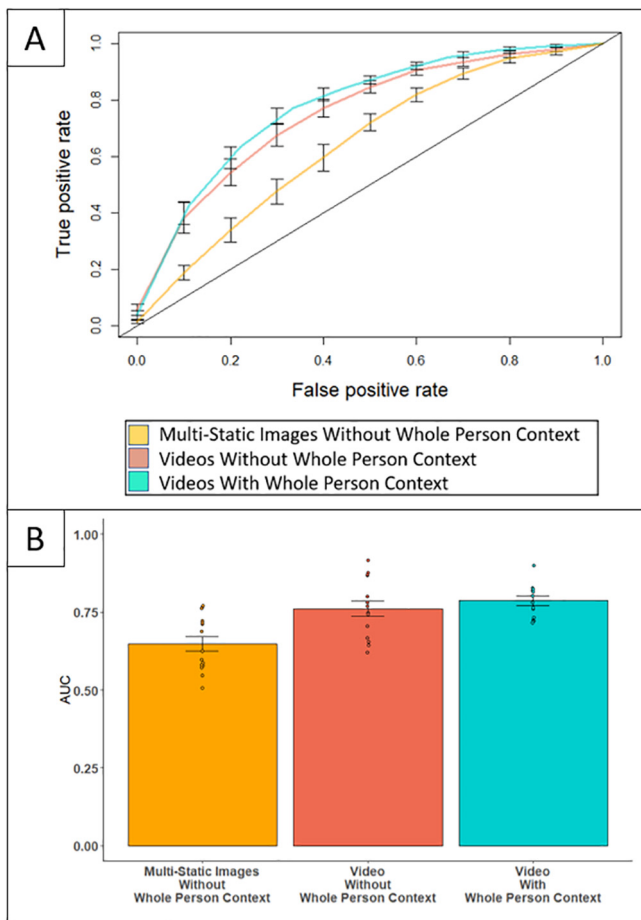 A
1.0
0.8
0.6
0.4
0.2
0.0
True positive rate
0.0 0.2 0.4 0.6 0.8 1.0
False positive rate
Multi-Static Images Without Whole Person Context
Videos Without Whole Person Context
Videos With Whole Person Context
B
1.00
0.75
0.50
0.25
0.00
AUC
Multi-Static Images
Without
Whole Person Context
Video
Without
Whole Person Context
Video
With
Whole Person Context